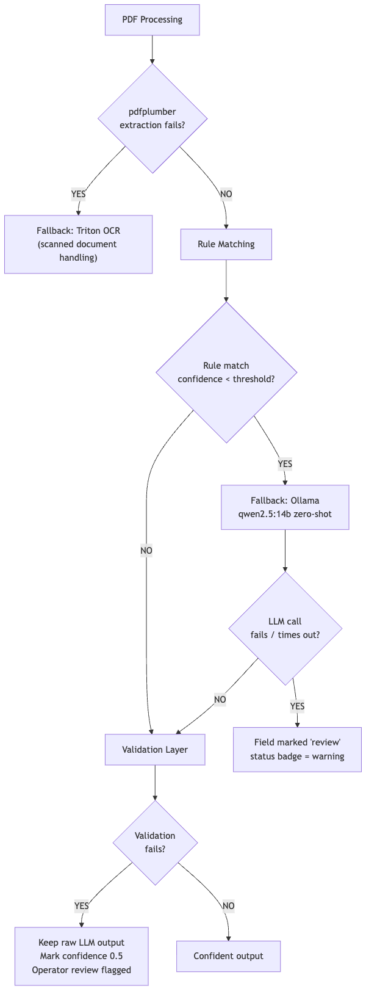 PDF Processing
pdfplumber
extraction fails?
YES
NO
Fallback: Triton OCR
(scanned document
handling)
Rule Matching
Rule match
confidence < threshold?
YES
Fallback: Ollama
qwen2.5:14b zero-shot
NO
LLM call
fails / times out?
NO
YES
Validation Layer
Field marked 'review'
status badge = warning
Validation
fails?
YES
NO
Keep raw LLM output
Mark confidence 0.5
Operator review flagged
Confident output